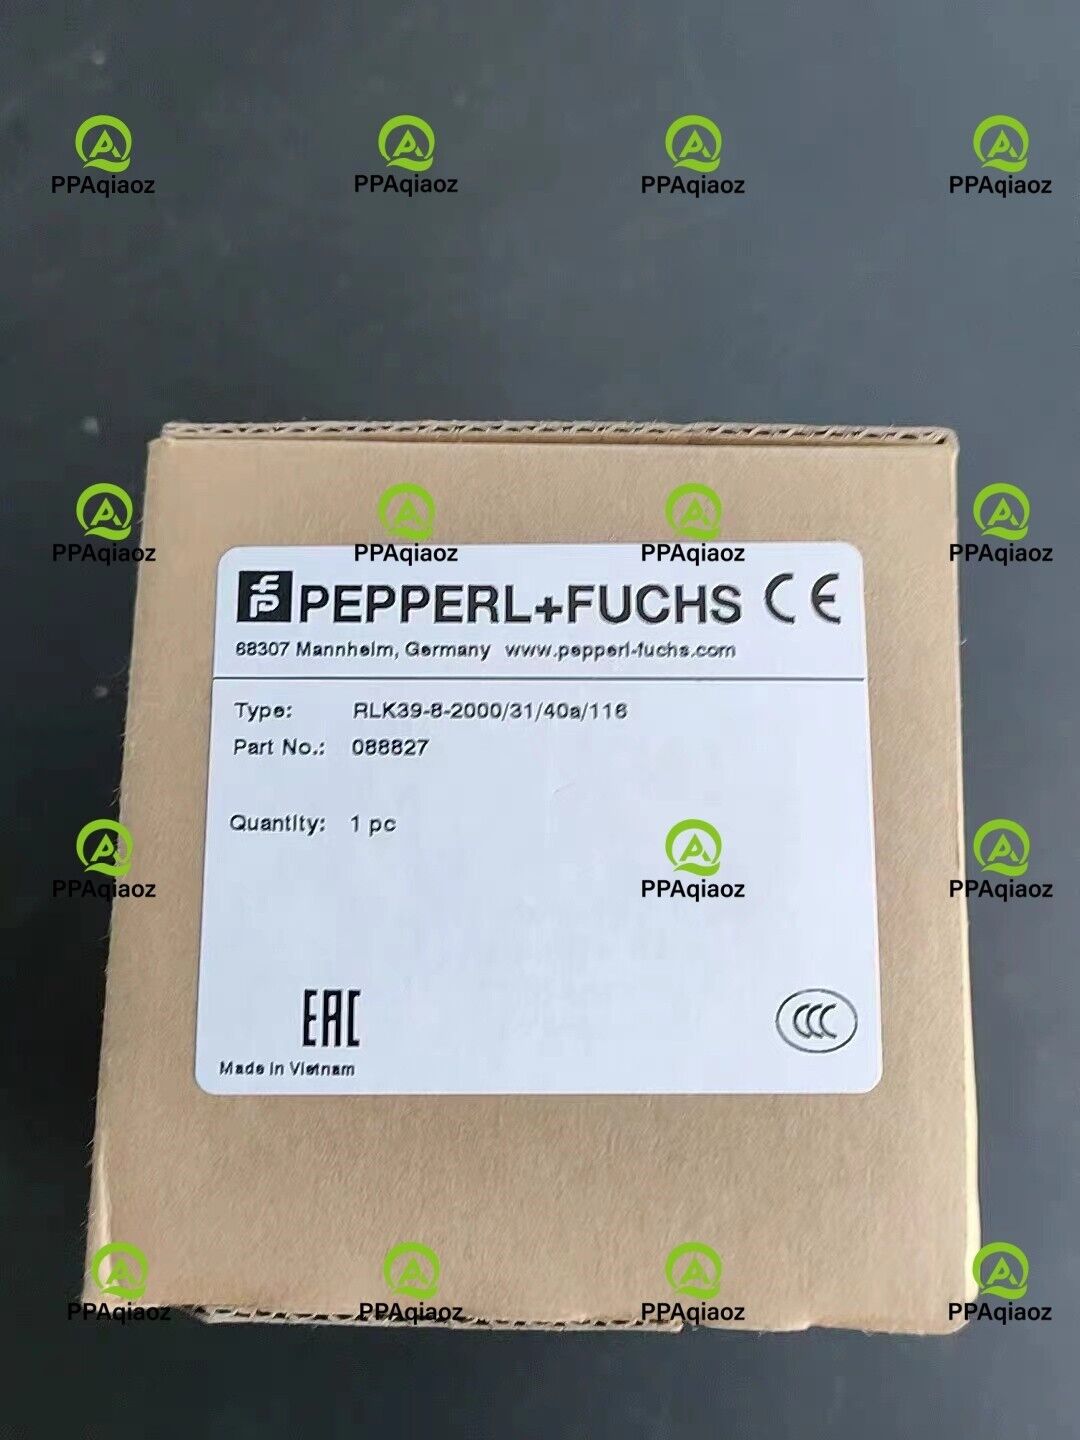 PPAqiaoz PPAqiaoz PPAqiaoz PPAqiaoz
PPAqiaoz PPAqiaoz PPAqiaoz PPAqiaoz
PEPPERL+FUCHS CE
68307 Mannheim, Germany www.pepperl-fuchs.com
Type: RLK39-8-2000/31/40a/116
Part No.: 088827
Quantity: 1 pc
PPAqiaoz PPAqiaoz PPAqiaoz
EAC CCC
Made in Vietnam
PPAqiaoz PPAqiaoz PPAqiaoz PPAqiaoz